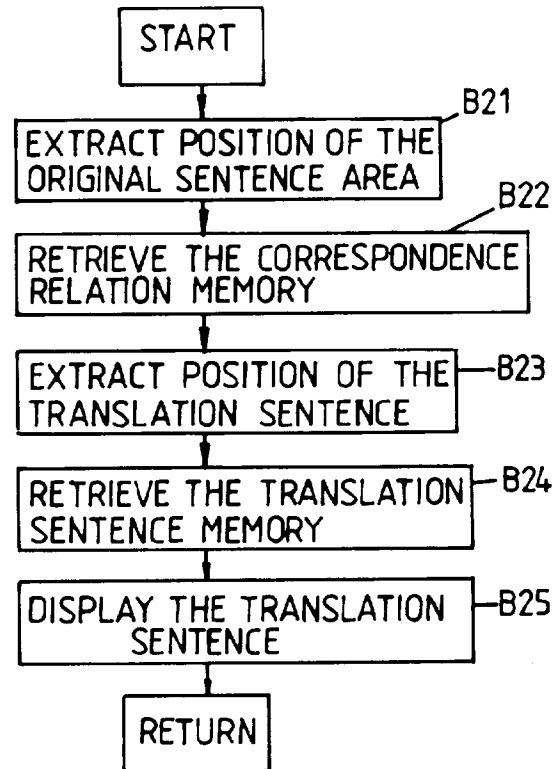 START
B21
EXTRACT POSITION OF THE
ORIGINAL SENTENCE AREA
B22
RETRIEVE THE CORRESPONDENCE
RELATION MEMORY
EXTRACT POSITION OF THE
TRANSLATION SENTENCE
B23
RETRIEVE THE TRANSLATION
SENTENCE MEMORY
B24
DISPLAY THE TRANSLATION
SENTENCE
B25
RETURN